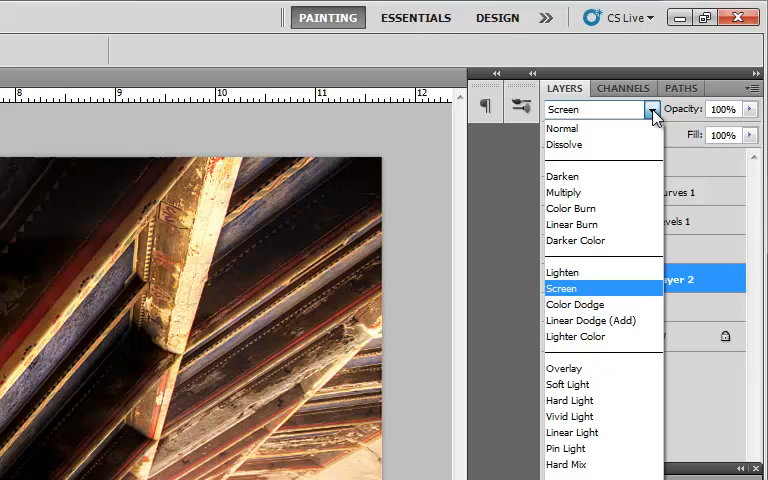 PAINTING ESSENTIALS DESIGN CS Live
8 9 10 11 12
LAYERS CHANNELS PATHS
Screen Opacity: 100%
Normal Fill: 100%
Dissolve
Darken
Multiply urves 1
Color Burn
Linear Burn evels 1
Darker Color
Lighten
Screen ayer 2
Color Dodge
Linear Dodge (Add)
Lighter Color
Overlay
Soft Light
Hard Light
Vivid Light
Linear Light
Pin Light
Hard Mix